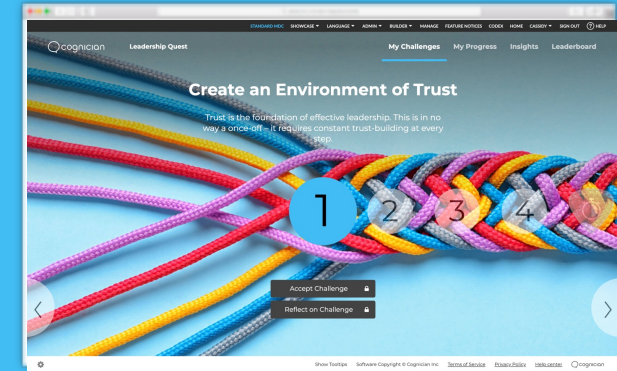 STANDARD MDC SHOWCASE LANGUAGE ADMIN BUILDER MANAGE FEATURE NOTICES CODEX HOME CASSIDY SIGN OUT ? HELP
cognician Leadership Quest My Challenges My Progress Insights Leaderboard
Create an Environment of Trust
Trust is the foundation of effective leadership. This is in no
way a once-off – it requires constant trust-building at every
step.
1 2 3 4
Accept Challenge
Reflect on Challenge
Show Tooltips Software Copyright © Cognician Inc Terms of Service Privacy Policy Help center cognician